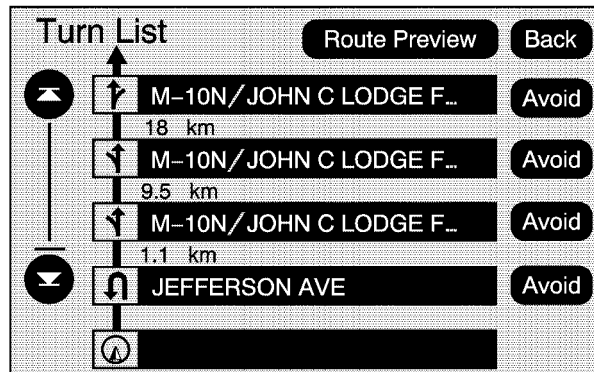 Turn List
Route Preview
Back
M-10N/JOHN C LODGE F...
Avoid
18 km
M-10N/JOHN C LODGE F...
Avoid
9.5 km
M-10N/JOHN C LODGE F...
Avoid
1.1 km
JEFFERSON AVE
Avoid